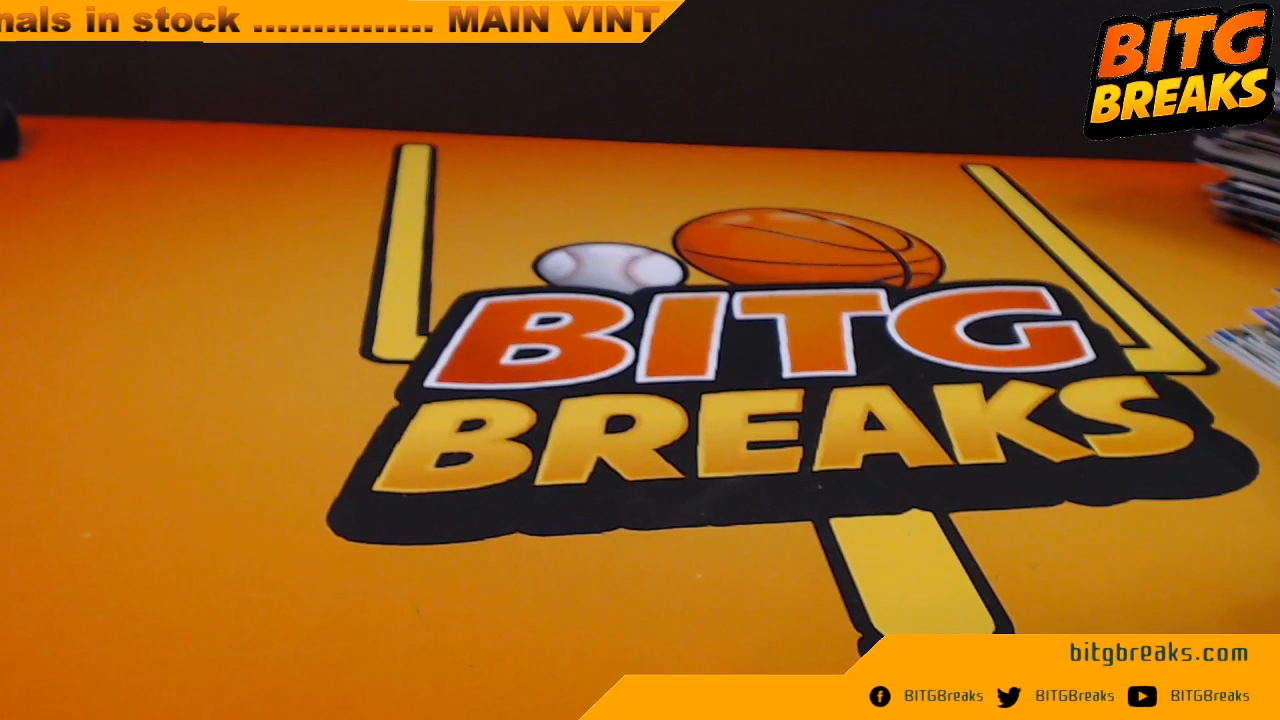 nals in stock ............... MAIN VINT
BITG
BREAKS
BITG
BREAKS
bitgbreaks.com
BITGBreaks BITGBreaks BITGBreaks